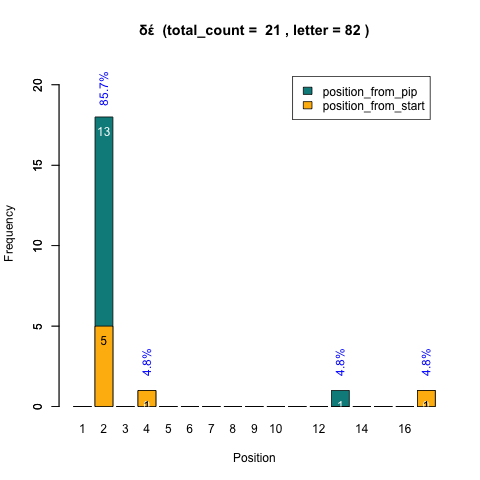 δέ (total_count = 21 , letter = 82 )
position_from_pip
position_from_start
Frequency
0 5 10 15 20
85.7% 4.8% 4.8% 4.8%
13
5 1 1 1
1 2 3 4 5 6 7 8 9 10 12 14 16
Position